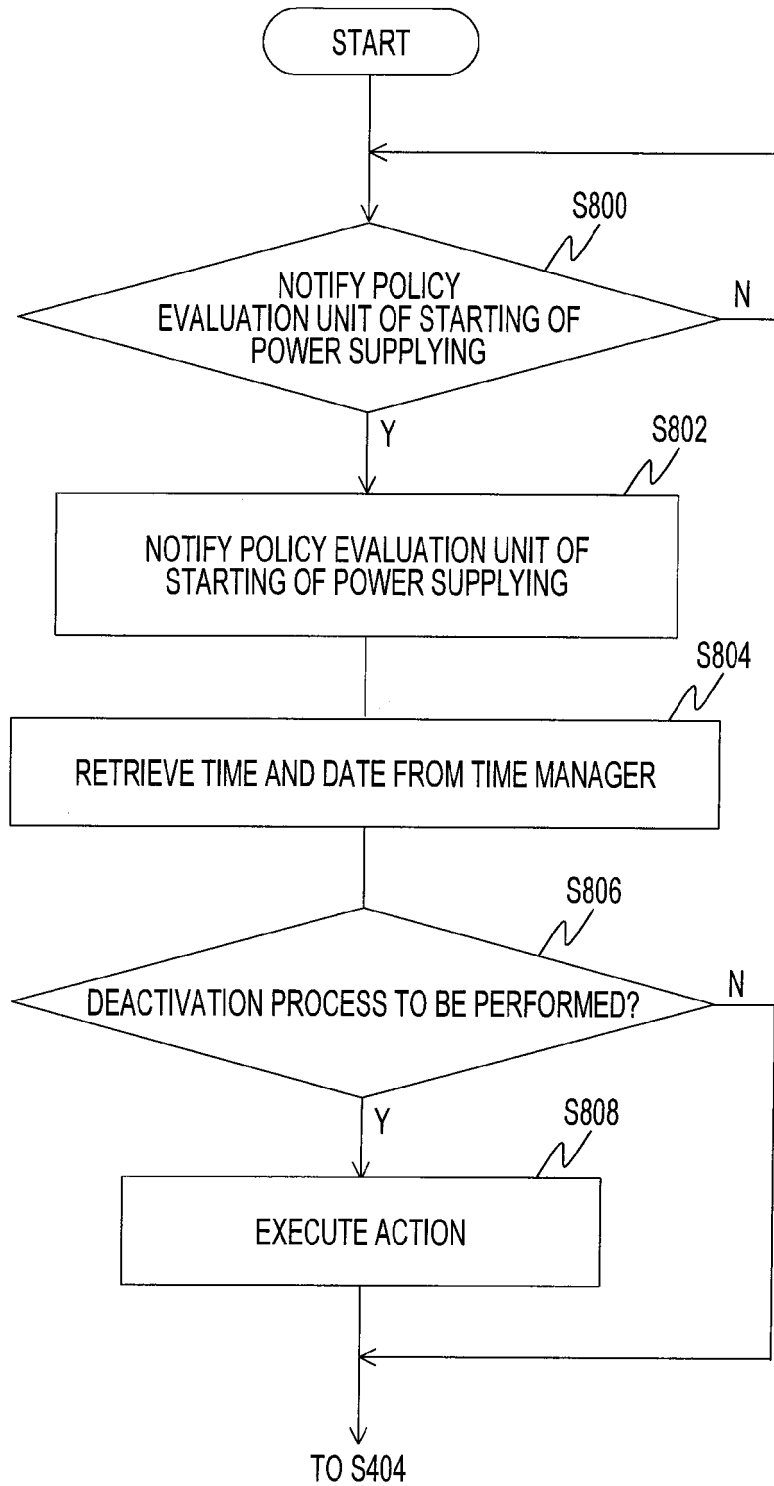 START
S800
NOTIFY POLICY
EVALUATION UNIT OF STARTING OF
POWER SUPPLYING
N
Y
S802
NOTIFY POLICY EVALUATION UNIT OF
STARTING OF POWER SUPPLYING
S804
RETRIEVE TIME AND DATE FROM TIME MANAGER
S806
DEACTIVATION PROCESS TO BE PERFORMED?
N
Y
S808
EXECUTE ACTION
TO S404